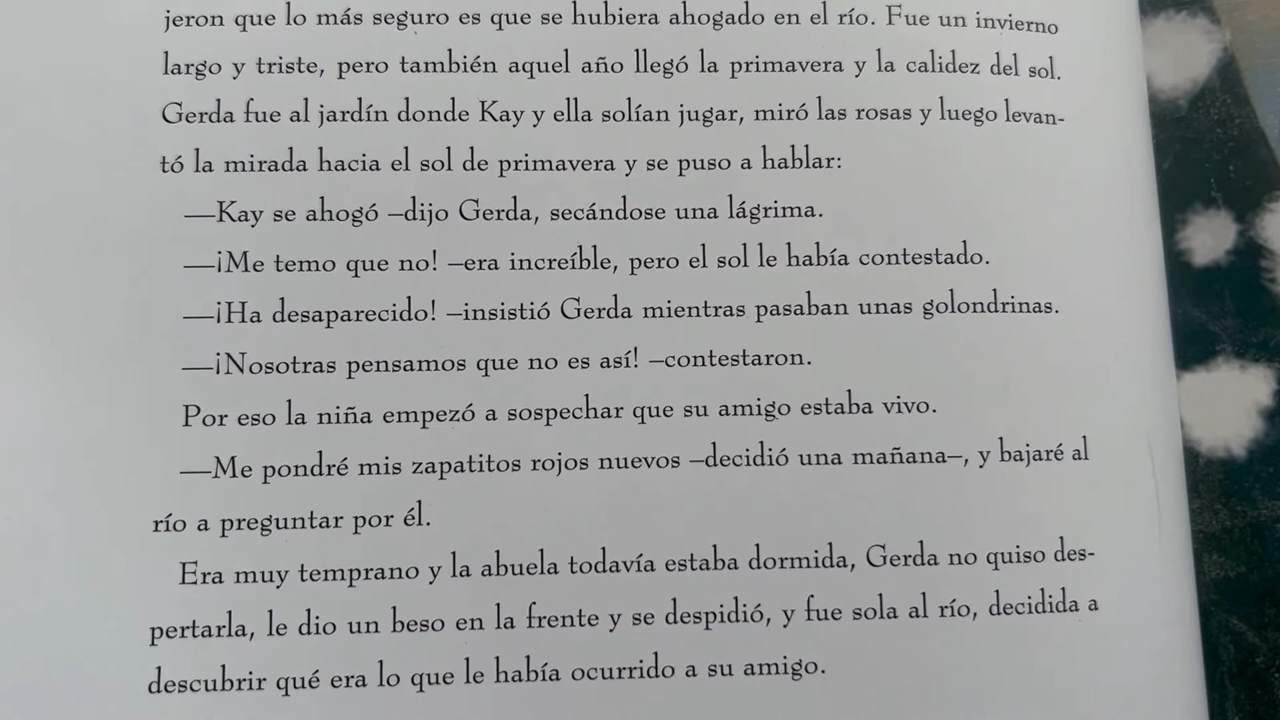 jeron que lo más seguro es que se hubiera ahogado en el río. Fue un invierno
largo y triste, pero también aquel año llegó la primavera y la calidez del sol.
Gerda fue al jardín donde Kay y ella solían jugar, miró las rosas y luego levan-
tó la mirada hacia el sol de primavera y se puso a hablar:
—Kay se ahogó –dijo Gerda, secándose una lágrima.
—¡Me temo que no! –era increíble, pero el sol le había contestado.
—¡Ha desaparecido! –insistió Gerda mientras pasaban unas golondrinas.
—¡Nosotras pensamos que no es así! –contestaron.
Por eso la niña empezó a sospechar que su amigo estaba vivo.
—Me pondré mis zapatitos rojos nuevos –decidió una mañana–, y bajaré al
río a preguntar por él.
Era muy temprano y la abuela todavía estaba dormida, Gerda no quiso des-
pertarla, le dio un beso en la frente y se despidió, y fue sola al río, decidida a
descubrir qué era lo que le había ocurrido a su amigo.